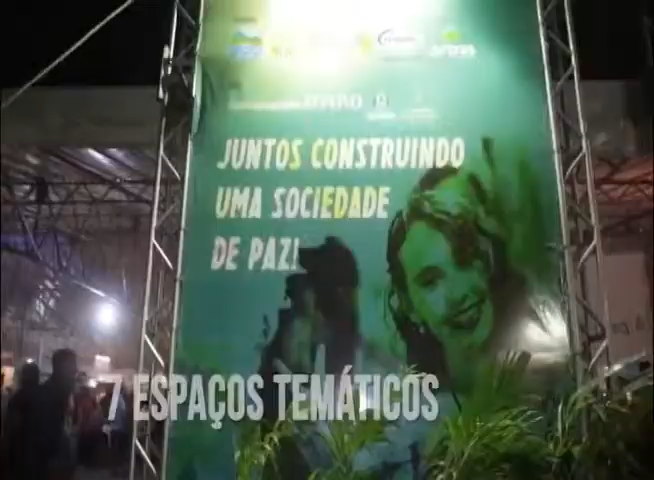 JUNTOS CONSTRUINDO
UMA SOCIEDADE
DE PAZ!
7 ESPAÇOS TEMÁTICOS